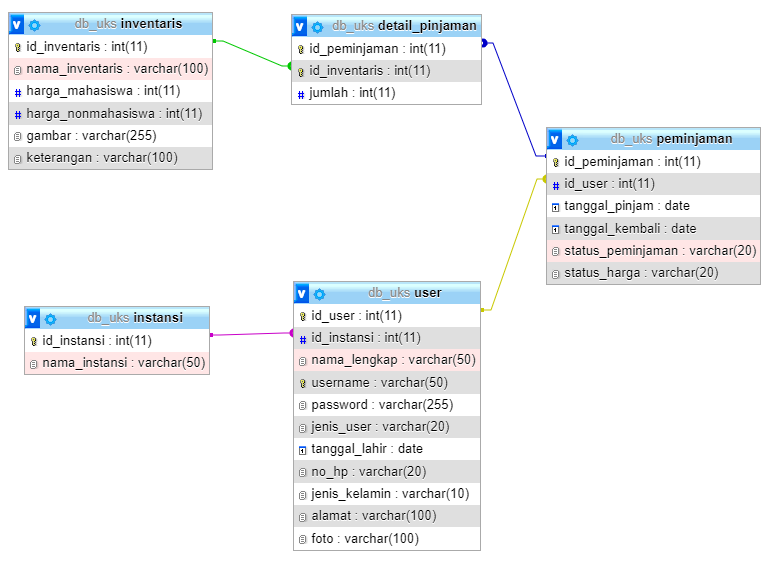 db_uks inventaris
id_inventaris : int(11)
nama_inventaris : varchar(100)
harga_mahasiswa : int(11)
harga_nonmahasiswa : int(11)
gambar : varchar(255)
keterangan : varchar(100)
db_uks detail_pinjaman
id_peminjaman : int(11)
id_inventaris : int(11)
jumlah : int(11)
db_uks peminjaman
id_peminjaman : int(11)
id_user : int(11)
tanggal_pinjam : date
tanggal_kembali : date
status_peminjaman : varchar(20)
status_harga : varchar(20)
db_uks instansi
id_instansi : int(11)
nama_instansi : varchar(50)
db_uks user
id_user : int(11)
id_instansi : int(11)
nama_lengkap : varchar(50)
username : varchar(50)
password : varchar(255)
jenis_user : varchar(20)
tanggal_lahir : date
no_hp : varchar(20)
jenis_kelamin : varchar(10)
alamat : varchar(100)
foto : varchar(100)